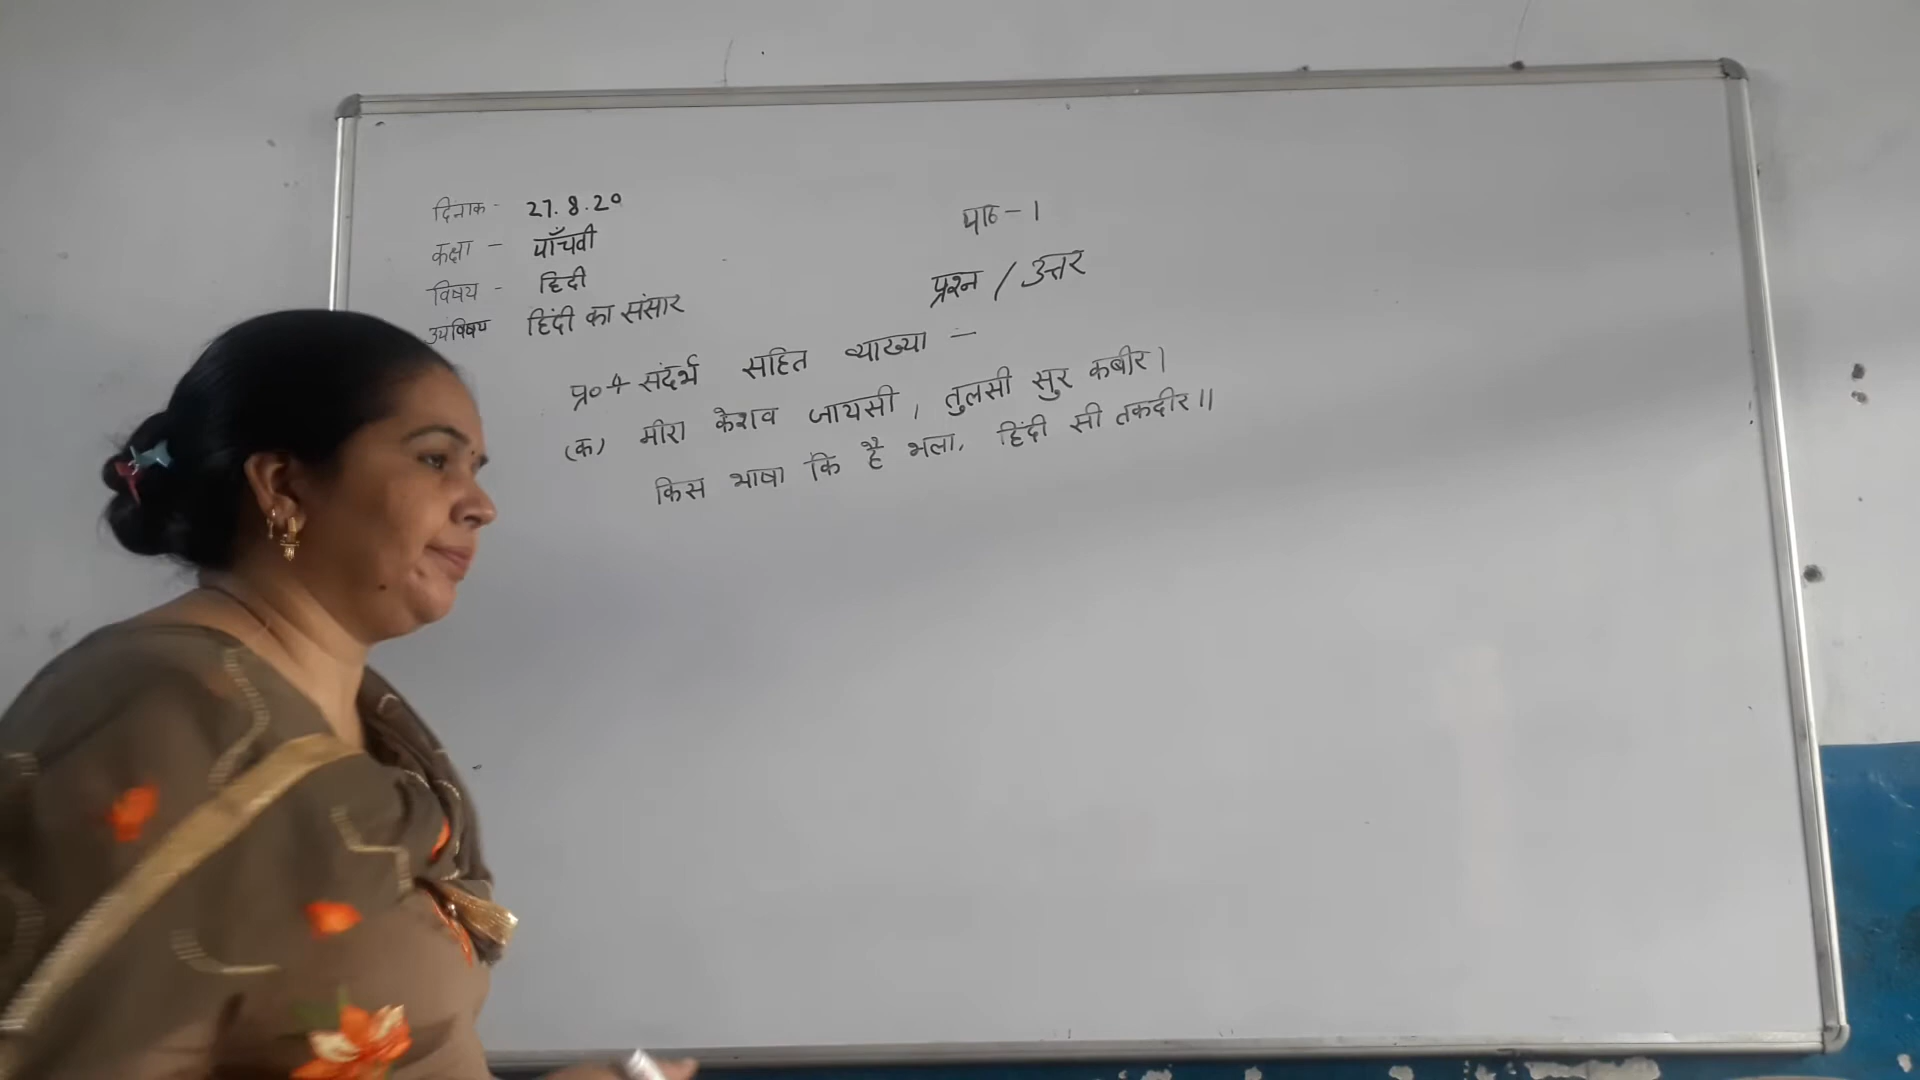 दिनाक - 27.8.20
कक्षा - पाँचवी
विषय - हिदी
उपविषय हिंदी का संसार
पाठ - 1
प्रश्न / उत्तर
प्र० 4 संदर्भ सहित व्याख्या -
(क) मीरा केशव जायसी, तुलसी सुर कबीर।
किस भाषा कि है भला, हिंदी सी तकदीर॥